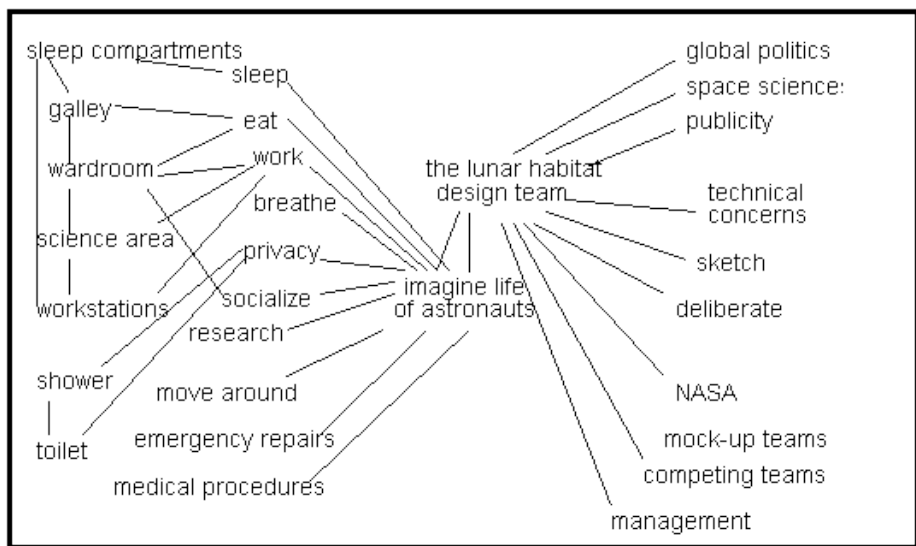 sleep compartments
global politics
sleep
space sciences
galley
eat
publicity
work
wardroom
the lunar habitat
design team
technical
concerns
breathe
science area
privacy
sketch
imagine life
of astronauts
workstations
socialize
deliberate
research
shower
move around
NASA
emergency repairs
mock-up teams
toilet
competing teams
medical procedures
management